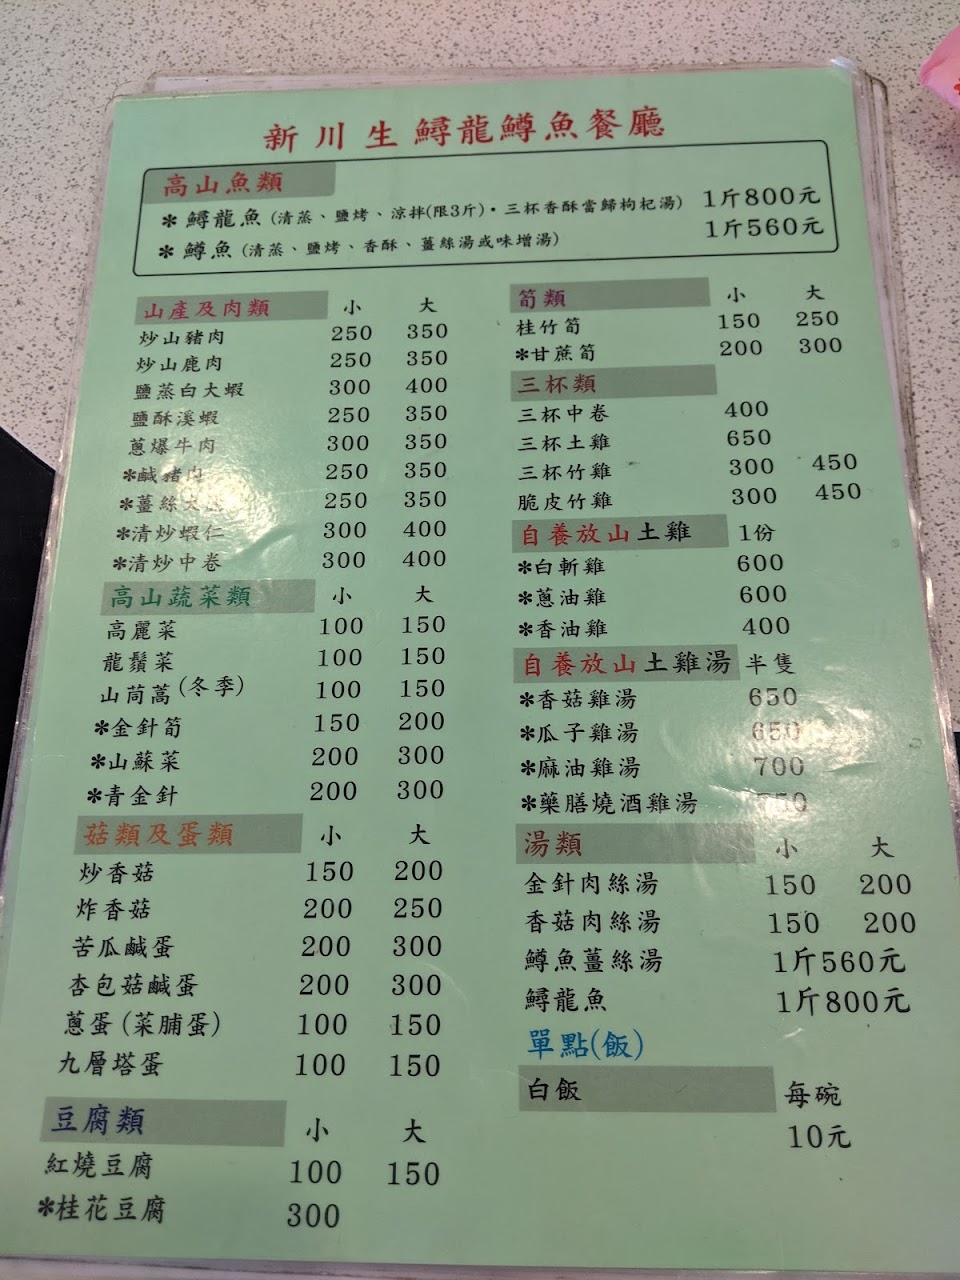 新川生鱘龍鱒魚餐廳
高山魚類
＊鱘龍魚(清蒸、鹽烤、涼拌(限3斤)・三杯香酥當歸枸杞湯) 1斤800元
＊鱒魚(清蒸、鹽烤、香酥、薑絲湯或味增湯) 1斤560元
山產及肉類 小 大
炒山豬肉 250 350
炒山鹿肉 250 350
鹽蒸白大蝦 300 400
鹽酥溪蝦 250 350
蔥爆牛肉 300 350
＊鹹豬肉 250 350
＊薑絲大 250 350
＊清炒蝦仁 300 400
＊清炒中卷 300 400
高山蔬菜類 小 大
高麗菜 100 150
龍鬚菜 100 150
山茼蒿(冬季) 100 150
＊金針筍 150 200
＊山蘇菜 200 300
＊青金針 200 300
菇類及蛋類 小 大
炒香菇 150 200
炸香菇 200 250
苦瓜鹹蛋 200 300
杏包菇鹹蛋 200 300
蔥蛋(菜脯蛋) 100 150
九層塔蛋 100 150
豆腐類 小 大
紅燒豆腐 100 150
＊桂花豆腐 300
筍類 小 大
桂竹筍 150 250
＊甘蔗筍 200 300
三杯類
三杯中卷 400
三杯土雞 650
三杯竹雞 300 450
脆皮竹雞 300 450
自養放山土雞 1份
＊白斬雞 600
＊蔥油雞 600
＊香油雞 400
自養放山土雞湯 半隻
＊香菇雞湯 650
＊瓜子雞湯 650
＊麻油雞湯 700
＊藥膳燒酒雞湯
湯類 小 大
金針肉絲湯 150 200
香菇肉絲湯 150 200
鱒魚薑絲湯 1斤560元
鱘龍魚 1斤800元
單點(飯)
白飯 每碗
10元